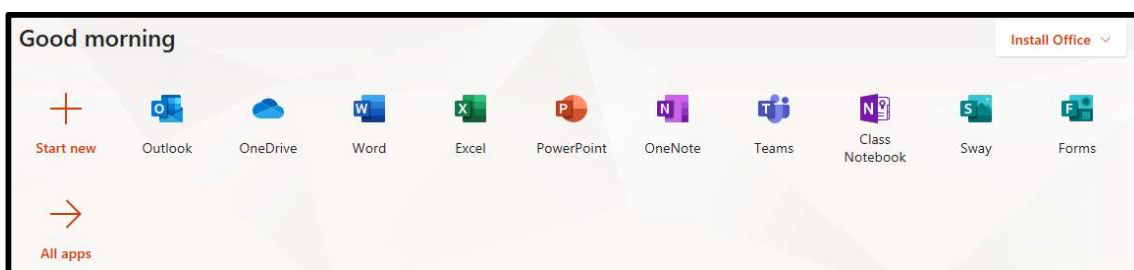 Good morning
Install Office
Start new
Outlook
OneDrive
Word
Excel
PowerPoint
OneNote
Teams
Class
Notebook
Sway
Forms
All apps